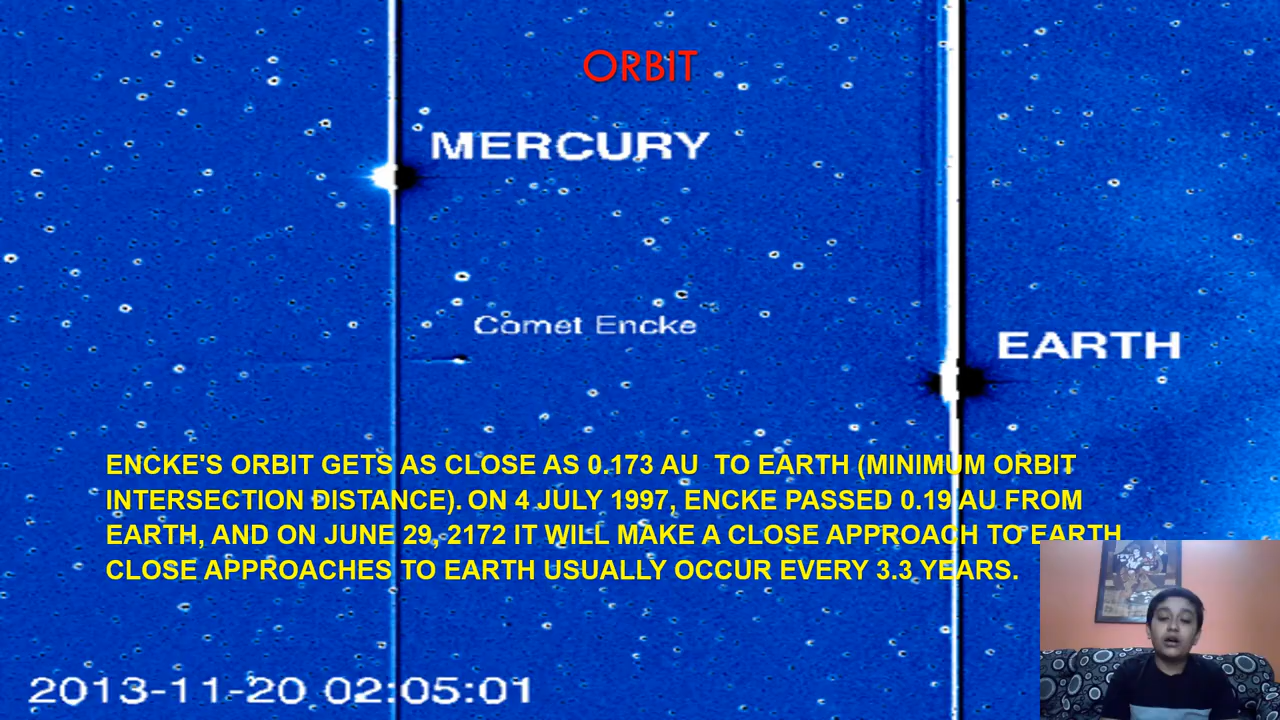 ORBIT
MERCURY
Comet Encke
EARTH
ENCKE'S ORBIT GETS AS CLOSE AS 0.173 AU TO EARTH (MINIMUM ORBIT
INTERSECTION DISTANCE). ON 4 JULY 1997, ENCKE PASSED 0.19 AU FROM
EARTH, AND ON JUNE 29, 2172 IT WILL MAKE A CLOSE APPROACH TO EARTH
CLOSE APPROACHES TO EARTH USUALLY OCCUR EVERY 3.3 YEARS.
2013-11-20 02:05:01